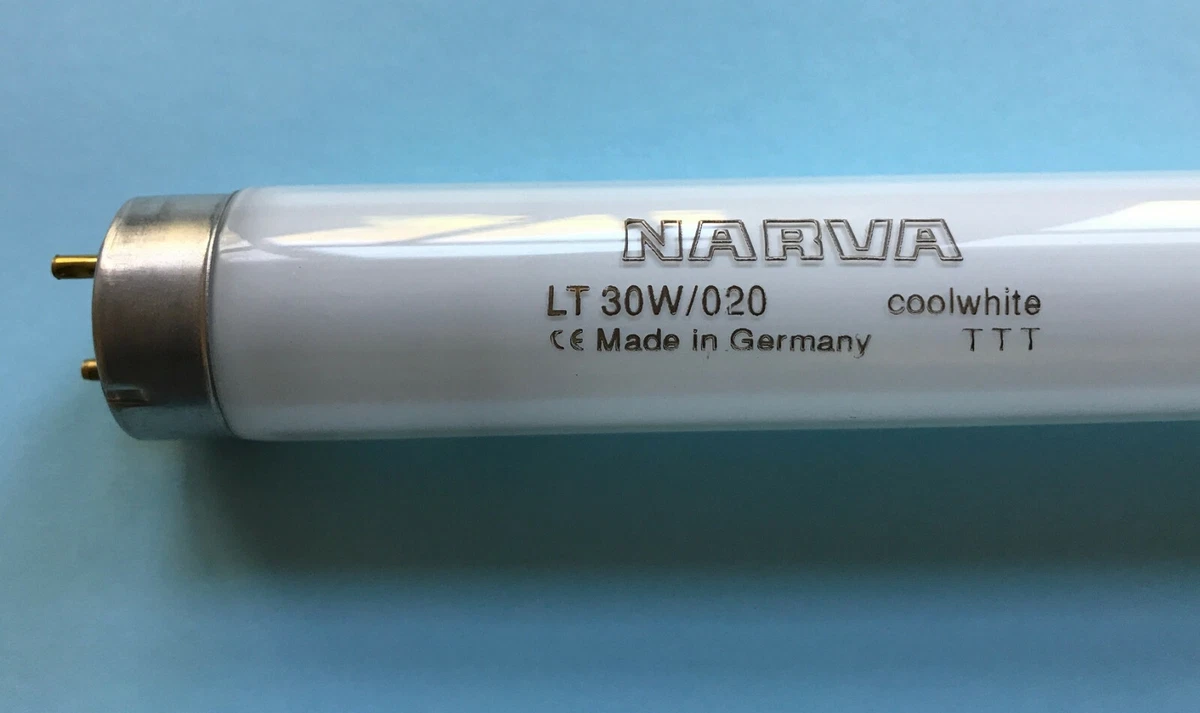 NARVA
LT 30W/020 coolwhite
CE Made in Germany TTT